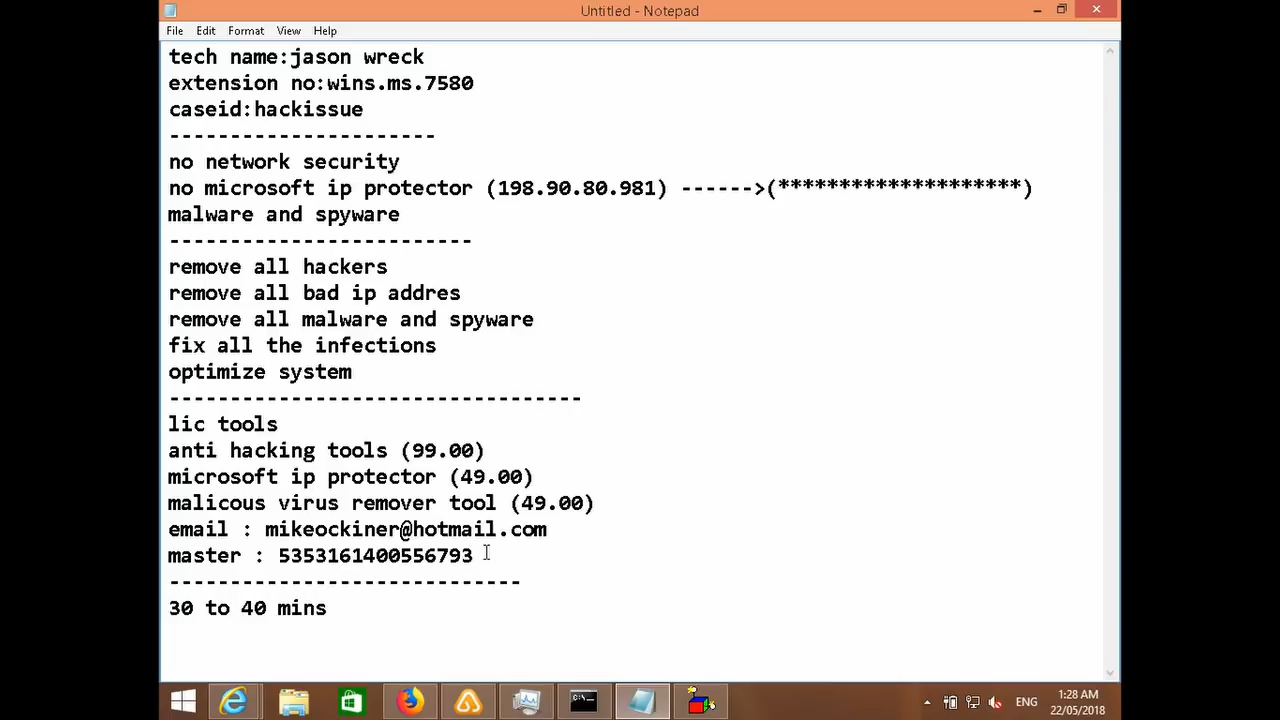 Untitled - Notepad
File Edit Format View Help
tech name:jason wreck
extension no:wins.ms.7580
caseid:hackissue
----------------------
no network security
no microsoft ip protector (198.90.80.981) ------>(********************)
malware and spyware
-------------------------
remove all hackers
remove all bad ip addres
remove all malware and spyware
fix all the infections
optimize system
----------------------------------
lic tools
anti hacking tools (99.00)
microsoft ip protector (49.00)
malicous virus remover tool (49.00)
email : mikeockiner@hotmail.com
master : 5353161400556793
-----------------------------
30 to 40 mins
ENG
1:28 AM
22/05/2018